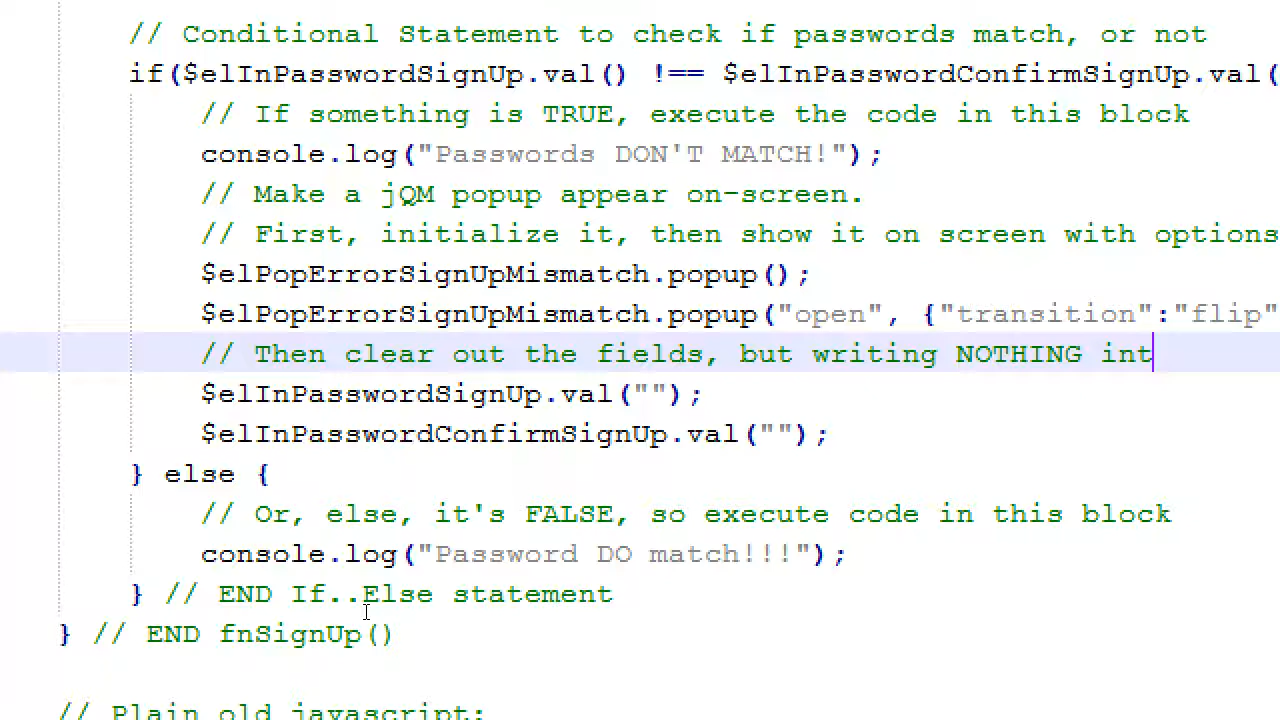 // Conditional Statement to check if passwords match, or not
if($elInPasswordSignUp.val() !== $elInPasswordConfirmSignUp.val(
// If something is TRUE, execute the code in this block
console.log("Passwords DON'T MATCH!");
// Make a jQM popup appear on-screen.
// First, initialize it, then show it on screen with options
$elPopErrorSignUpMismatch.popup();
$elPopErrorSignUpMismatch.popup("open", {"transition":"flip"
// Then clear out the fields, but writing NOTHING int
$elInPasswordSignUp.val("");
$elInPasswordConfirmSignUp.val("");
} else {
// Or, else, it's FALSE, so execute code in this block
console.log("Password DO match!!!");
} // END If..Else statement
} // END fnSignUp()
// Plain old javascript: